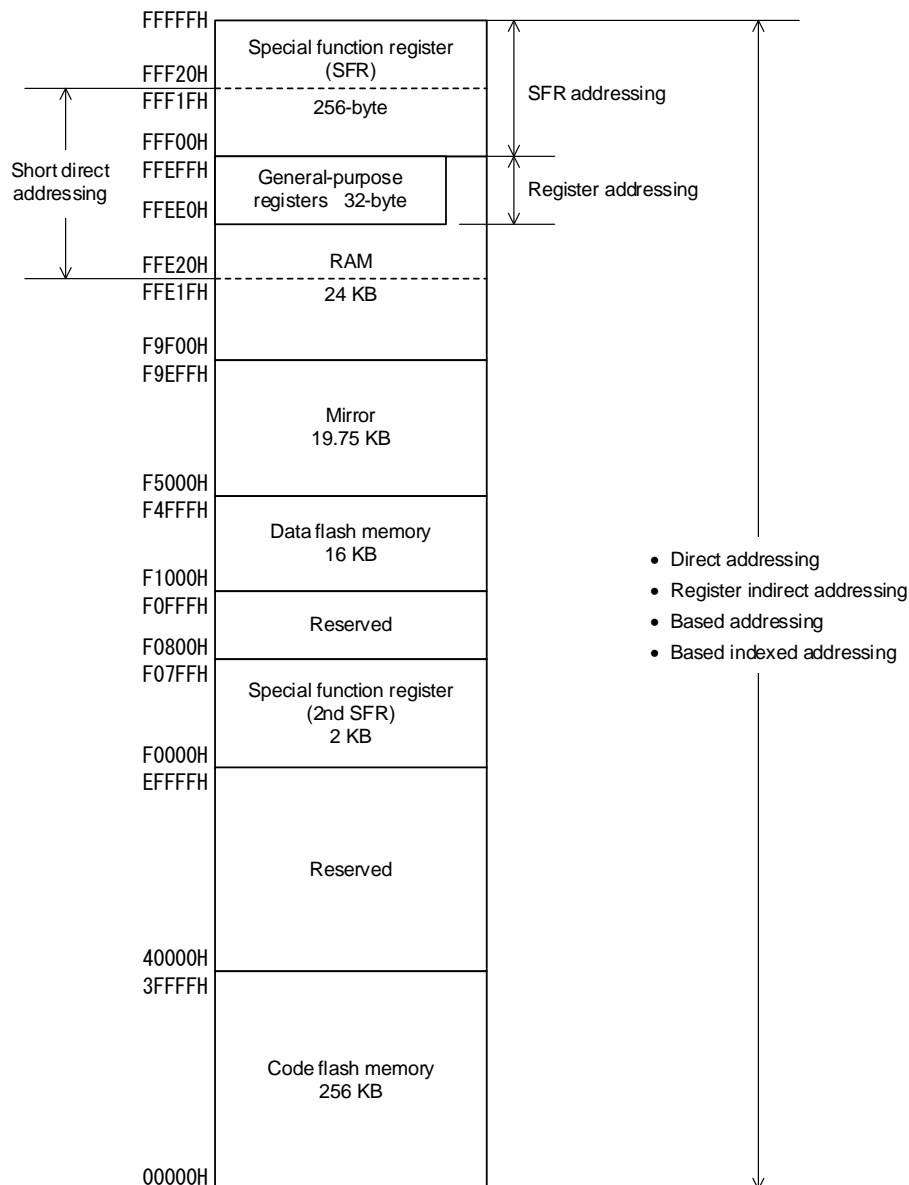 FFFFFH
Special function register
(SFR)
FFF20H
FFF1FH
256-byte
SFR addressing
FFF00H
Short direct
addressing
FFEFFH
General-purpose
registers 32-byte
Register addressing
FFEE0H
FFE20H
RAM
FFE1FH
24 KB
F9F00H
F9EFFH
Mirror
19.75 KB
F5000H
F4FFFH
Data flash memory
16 KB
F1000H
• Direct addressing
• Register indirect addressing
• Based addressing
• Based indexed addressing
F0FFFH
Reserved
F0800H
F07FFH
Special function register
(2nd SFR)
2 KB
F0000H
EFFFFH
Reserved
40000H
3FFFFH
Code flash memory
256 KB
00000H